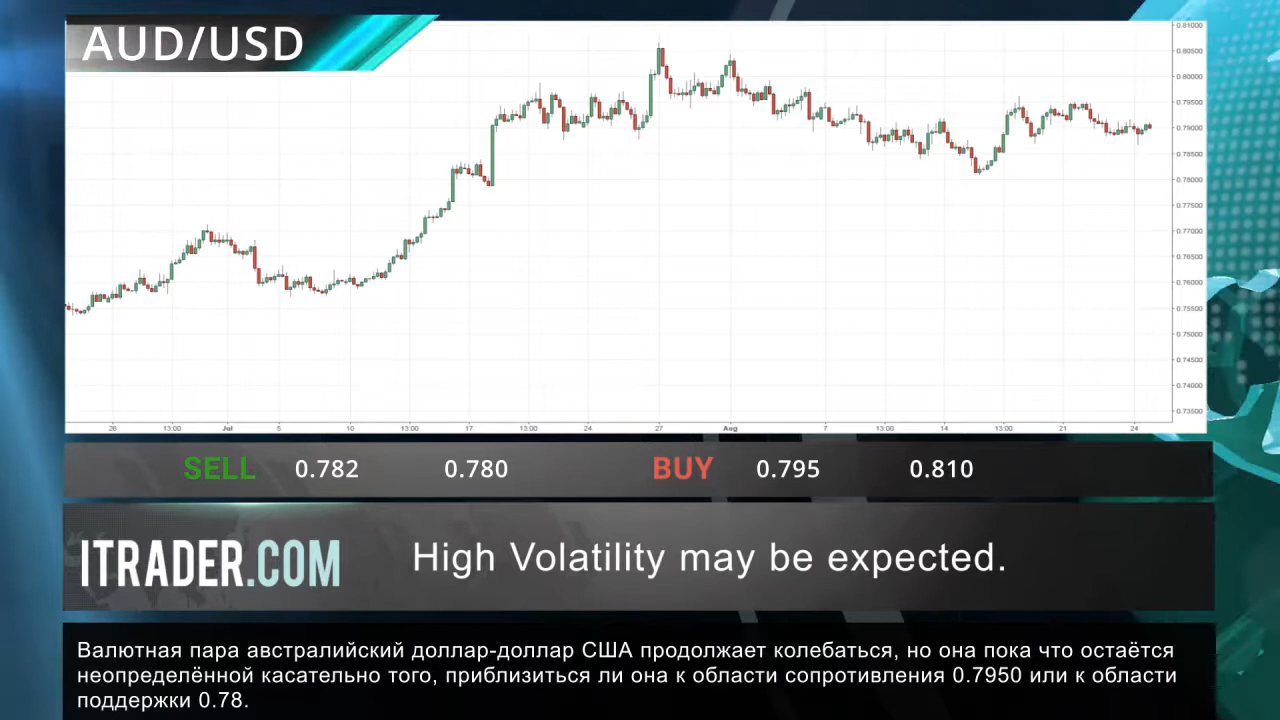 AUD/USD
0.81000
0.80500
0.80000
0.79500
0.79000
0.78500
0.78000
0.77500
0.77000
0.76500
0.76000
0.75500
0.75000
0.74500
0.74000
0.73500
26 13:00 Jul 5 10 13:00 17 13:00 24 27 Aug 7 13:00 14 13:00 21 24
SELL 0.782 0.780 BUY 0.795 0.810
ITRADER.COM
High Volatility may be expected.
Валютная пара австралийский доллар-доллар США продолжает колебаться, но она пока что остаётся
неопределённой касательно того, приблизиться ли она к области сопротивления 0.7950 или к области
поддержки 0.78.